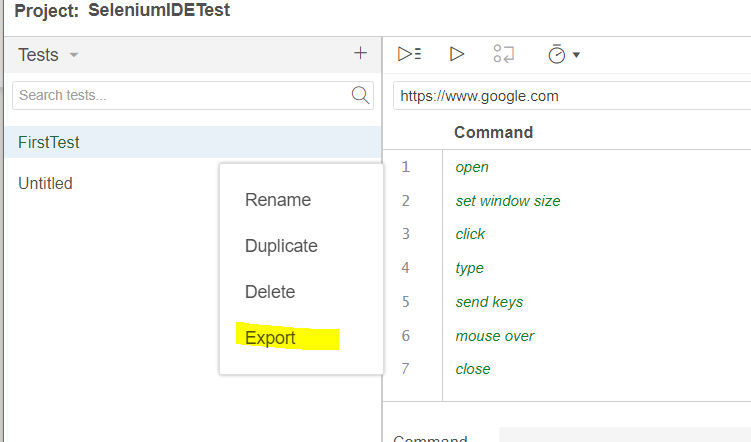 Project: SeleniumIDETest
Tests
Search tests...
FirstTest
Untitled
Rename
Duplicate
Delete
Export
https://www.google.com
Command
1 open
2 set window size
3 click
4 type
5 send keys
6 mouse over
7 close
Command